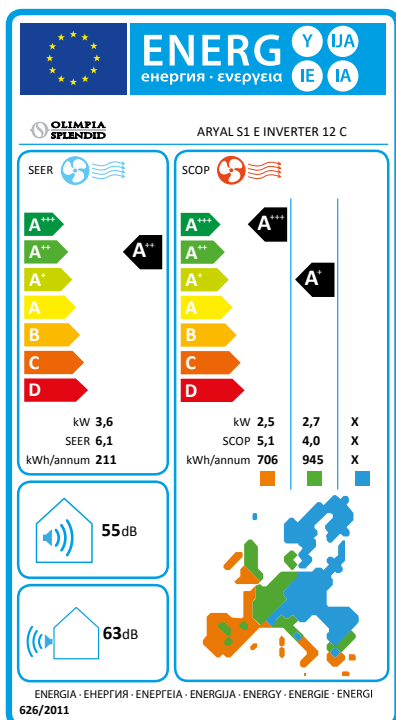 ENERG
Y IJA
IE IA
енергия · ενεργεια
OLIMPIA
SPLENDID
ARYAL S1 E INVERTER 12 C
SEER
SCOP
A+++ A+++ A+++
A++ A++ A++
A+ A+ A+
A A
B B
C C
D D
kW 3,6
SEER 6,1
kWh/annum 211
kW 2,5 2,7 X
SCOP 5,1 4,0 X
kWh/annum 706 945 X
55dB
63dB
ENERGIA · ЕНЕРГИЯ · ΕΝΕΡΓΕΙΑ · ENERGIJA · ENERGY · ENERGIE · ENERGI
626/2011